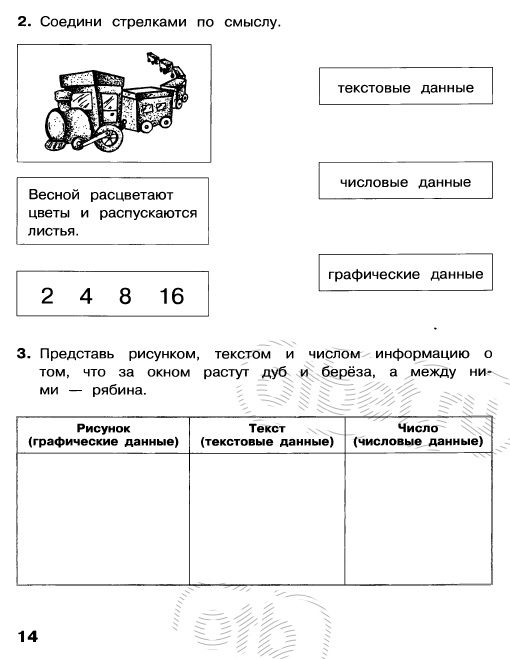 2. Соедини стрелками по смыслу.
текстовые данные
Весной расцветают
цветы и распускаются
листья.
числовые данные
2 4 8 16
графические данные
3. Представь рисунком, текстом и числом информацию о
том, что за окном растут дуб и берёза, а между ни-
ми — рябина.
Рисунок
(графические данные)
Текст
(текстовые данные)
Число
(числовые данные)
14